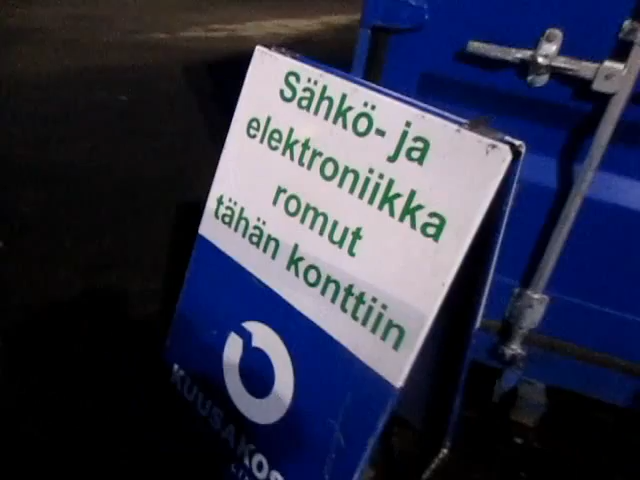 Sähkö- ja
elektroniikka
romut
tähän konttiin